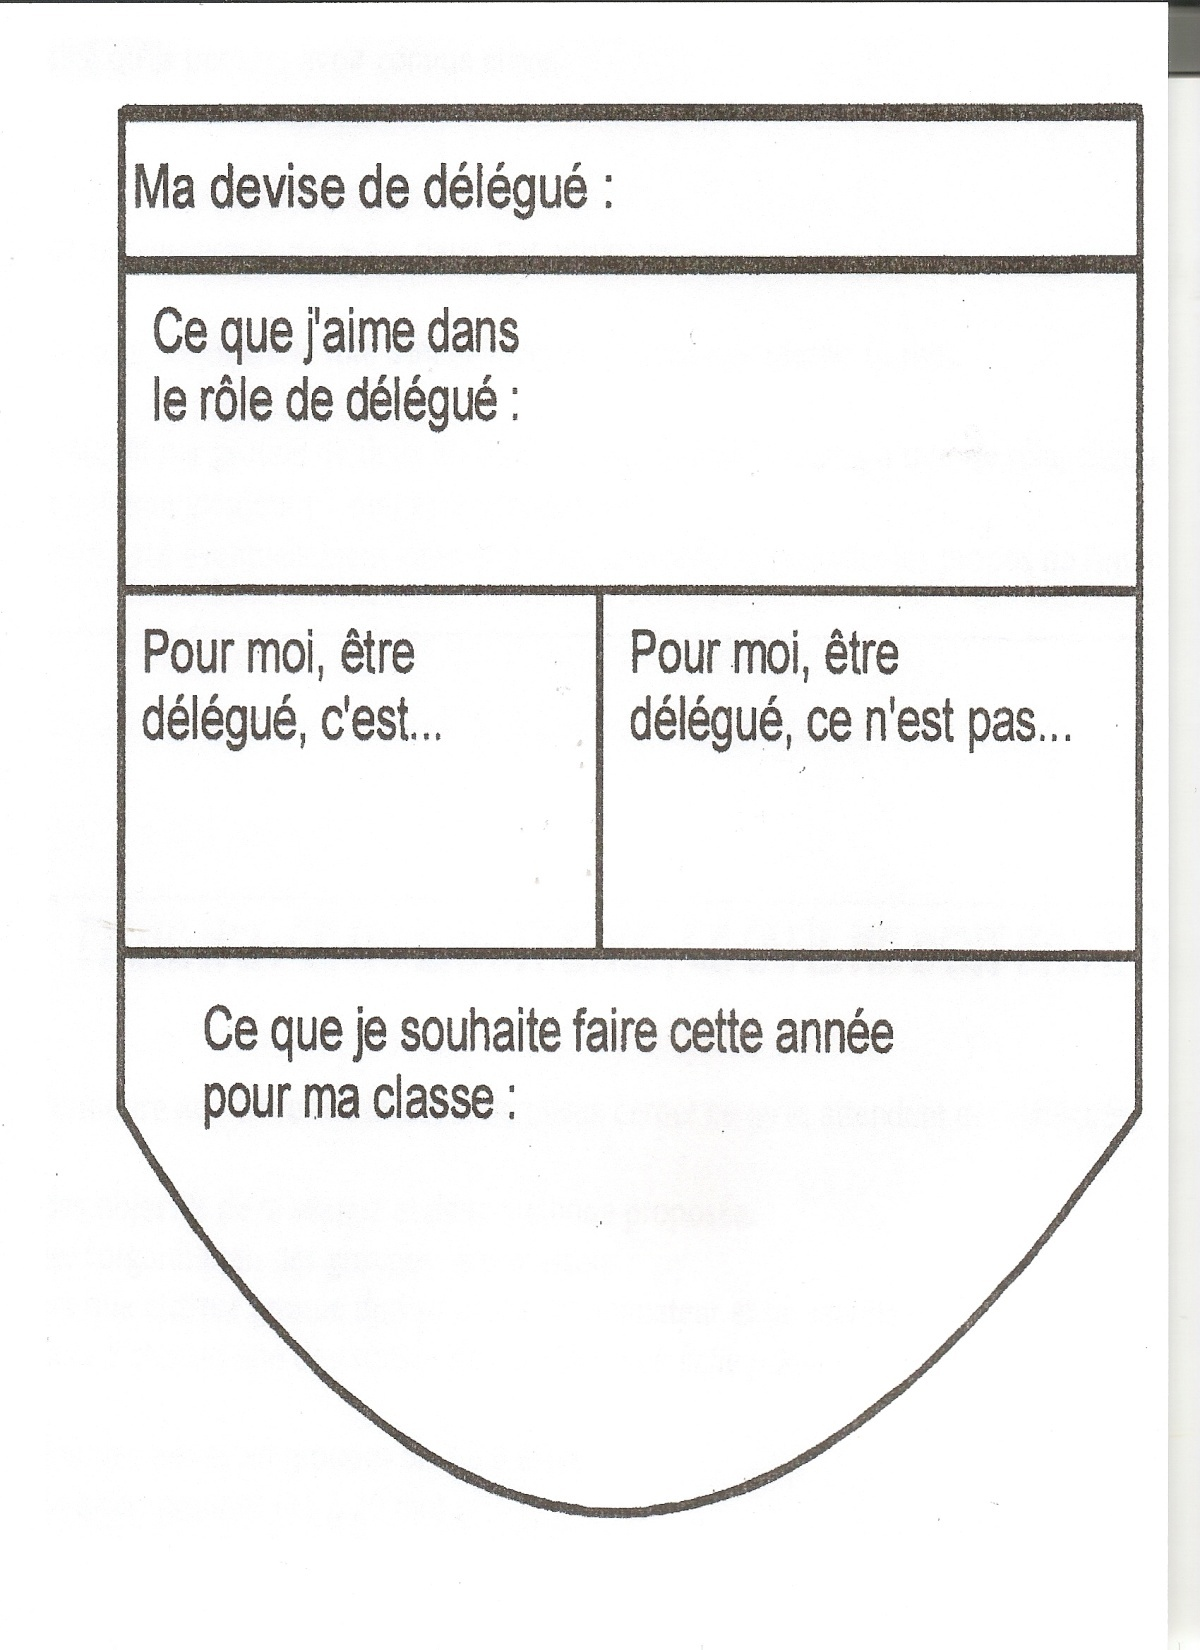 Ma devise de délégué :
Ce que j'aime dans
le rôle de délégué :
Pour moi, être
délégué, c'est...
Pour moi, être
délégué, ce n'est pas...
Ce que je souhaite faire cette année
pour ma classe :